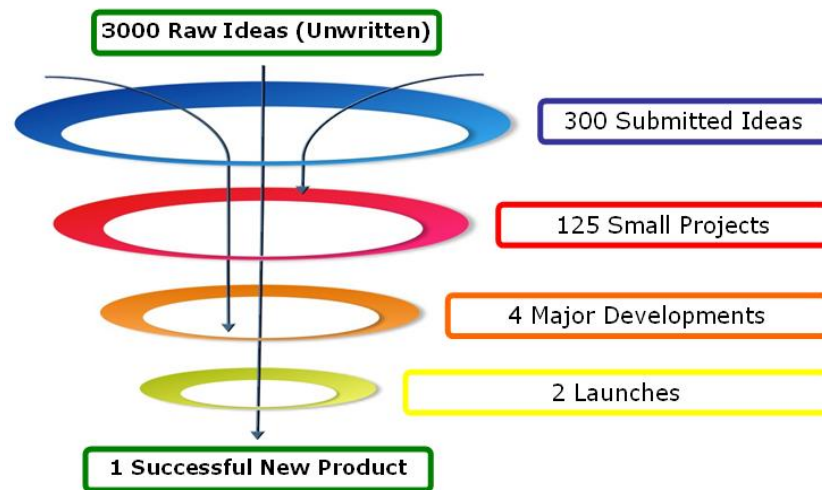 3000 Raw Ideas (Unwritten)
300 Submitted Ideas
125 Small Projects
4 Major Developments
2 Launches
1 Successful New Product